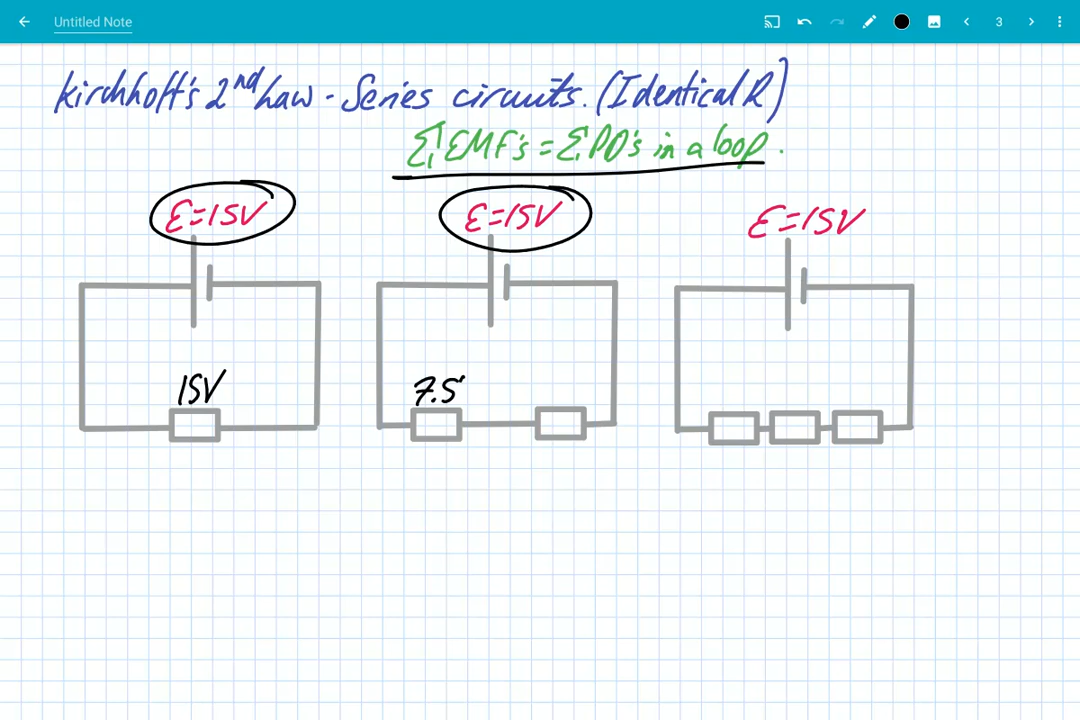 Untitled Note
3
Kirchhoff's 2nd Law - Series circuits. (Identical R)
Σ EMF's = Σ PD's in a loop.
ε=15V
ε=15V
ε=15V
15V
7.5